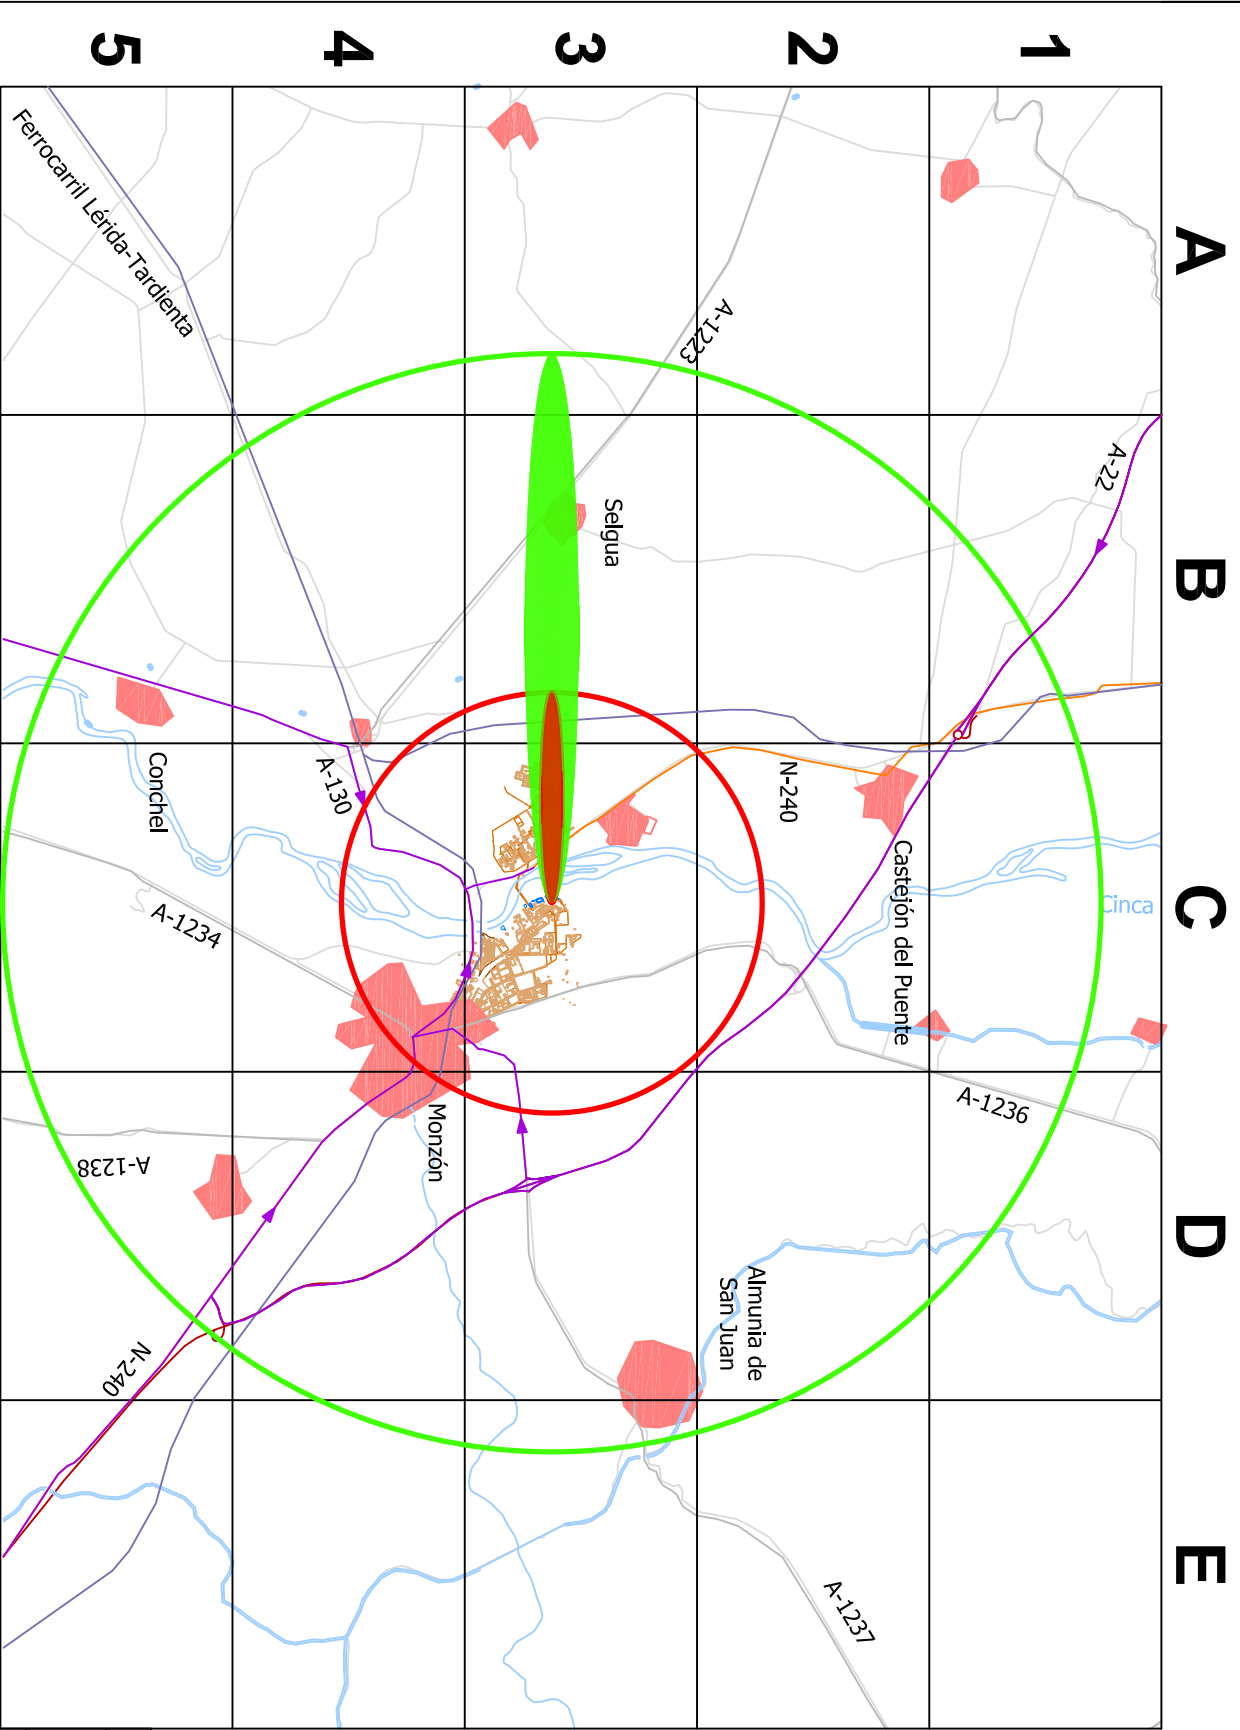 A
B
C
D
E
1
2
3
4
5
A-22
A-1223
Selgua
Ferrocarril Lérida-Tardienta
N-240
Castejón del Puente
Cinca
A-130
Conchel
A-1234
A-1236
Monzón
A-1238
Almunia de
San Juan
N-240
A-1237